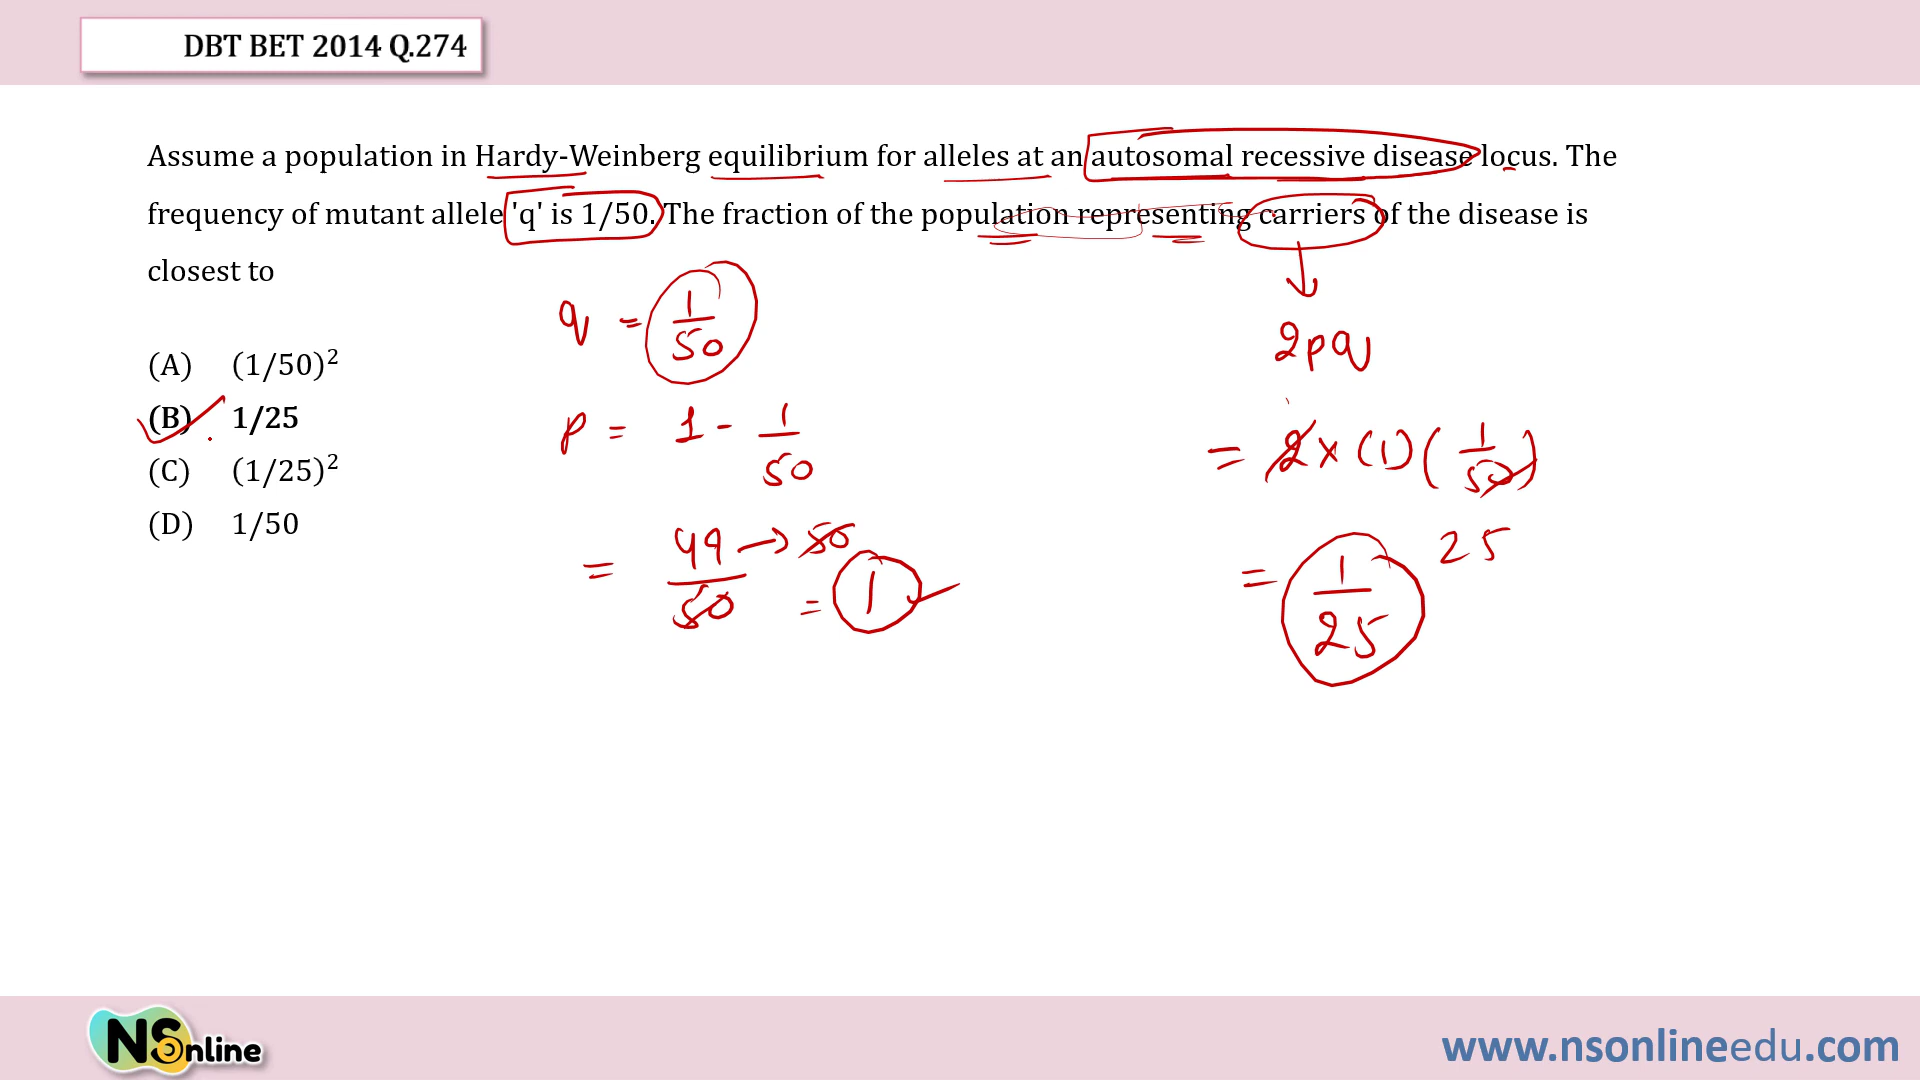 DBT BET 2014 Q.274
Assume a population in Hardy-Weinberg equilibrium for alleles at an autosomal recessive disease locus. The
frequency of mutant allele 'q' is 1/50. The fraction of the population representing carriers of the disease is
closest to
(A) (1/50)²
(B) 1/25
(C) (1/25)²
(D) 1/50
q = 1/50
p = 1 - 1/50
= 49/50 → 50
= 1
2pq
= 2 × (1) (1/50)
25
= 1/25
NSOnline
www.nsonlineedu.com